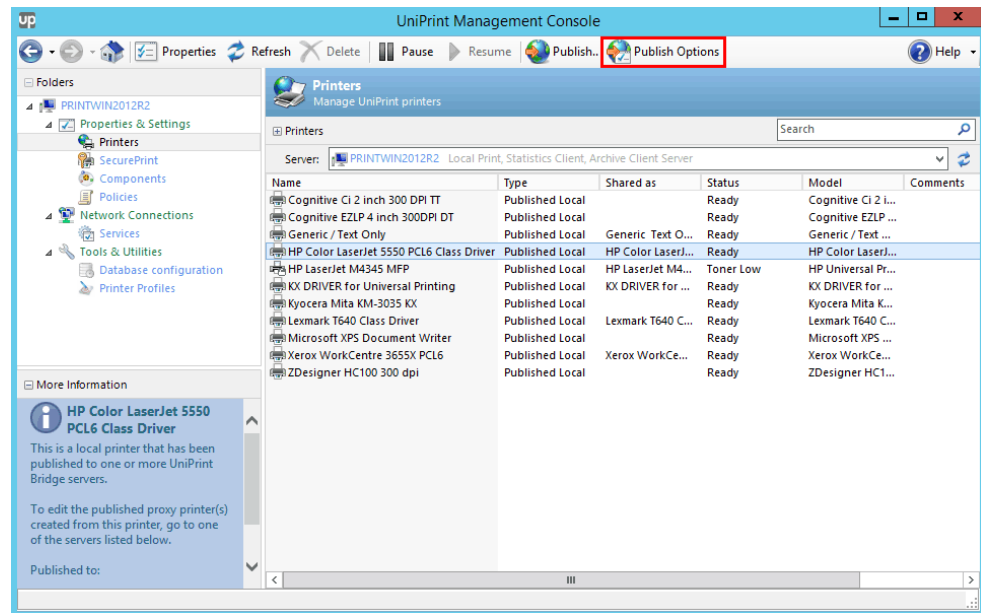 up UniPrint Management Console
Properties Refresh Delete Pause Resume Publish.. Publish Options Help
Folders
PRINTWIN2012R2
Properties & Settings
Printers
SecurePrint
Components
Policies
Network Connections
Services
Tools & Utilities
Database configuration
Printer Profiles
More Information
HP Color LaserJet 5550
PCL6 Class Driver
This is a local printer that has been
published to one or more UniPrint
Bridge servers.
To edit the published proxy printer(s)
created from this printer, go to one
of the servers listed below.
Published to:
Printers
Manage UniPrint printers
Printers Search
Server: PRINTWIN2012R2 Local Print, Statistics Client, Archive Client Server
Name Type Shared as Status Model Comments
Cognitive Ci 2 inch 300 DPI TT Published Local Ready Cognitive Ci 2 i...
Cognitive EZLP 4 inch 300DPI DT Published Local Ready Cognitive EZLP ...
Generic / Text Only Published Local Generic Text O... Ready Generic / Text ...
HP Color LaserJet 5550 PCL6 Class Driver Published Local HP Color LaserJ... Ready HP Color LaserJ...
HP LaserJet M4345 MFP Published Local HP LaserJet M4... Toner Low HP Universal Pr...
KX DRIVER for Universal Printing Published Local KX DRIVER for ... Ready KX DRIVER for ...
Kyocera Mita KM-3035 KX Published Local Ready Kyocera Mita K...
Lexmark T640 Class Driver Published Local Lexmark T640 C... Ready Lexmark T640 C...
Microsoft XPS Document Writer Published Local Ready Microsoft XPS ...
Xerox WorkCentre 3655X PCL6 Published Local Xerox WorkCe... Ready Xerox WorkCe...
ZDesigner HC100 300 dpi Published Local Ready ZDesigner HC1...